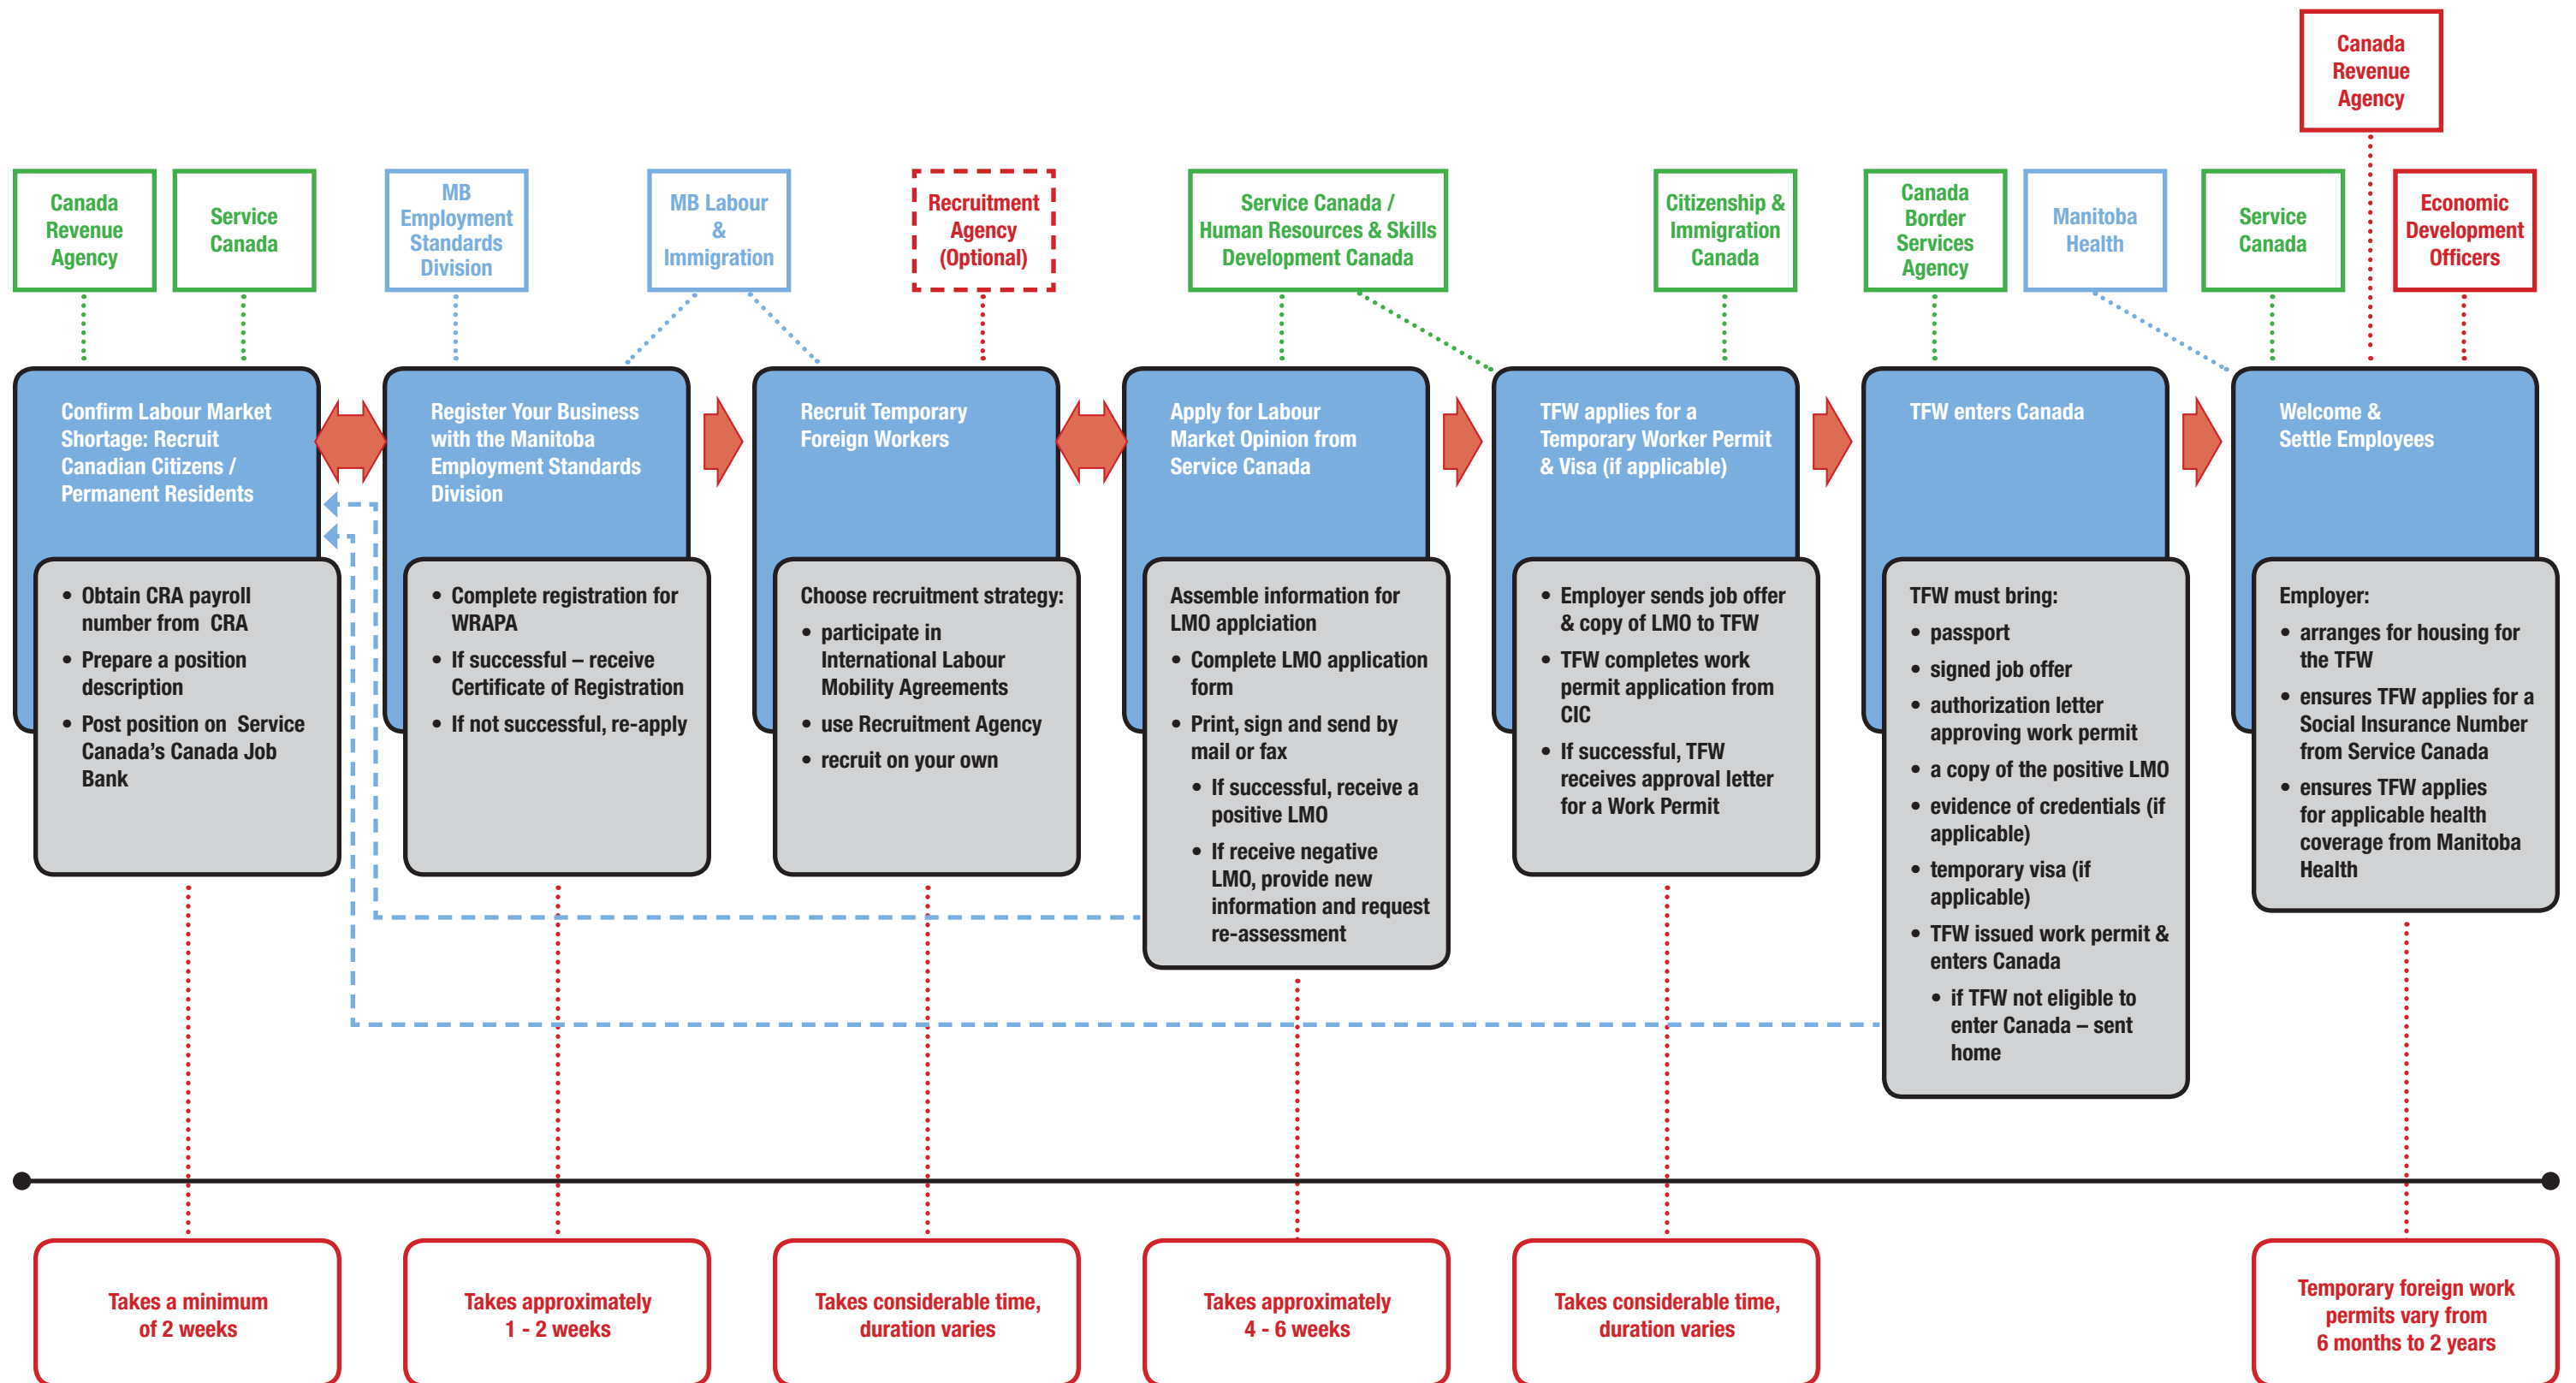 Canada
Revenue
Agency
Canada
Revenue
Agency
Service
Canada
MB
Employment
Standards
Division
MB Labour
&
Immigration
Recruitment
Agency
(Optional)
Service Canada /
Human Resources & Skills
Development Canada
Citizenship &
Immigration
Canada
Canada
Border
Services
Agency
Manitoba
Health
Service
Canada
Economic
Development
Officers
Confirm Labour Market
Shortage: Recruit
Canadian Citizens /
Permanent Residents
• Obtain CRA payroll
number from CRA
• Prepare a position
description
• Post position on Service
Canada's Canada Job
Bank
Register Your Business
with the Manitoba
Employment Standards
Division
• Complete registration for
WRAPA
• If successful – receive
Certificate of Registration
• If not successful, re-apply
Recruit Temporary
Foreign Workers
Choose recruitment strategy:
• participate in
International Labour
Mobility Agreements
• use Recruitment Agency
• recruit on your own
Apply for Labour
Market Opinion from
Service Canada
Assemble information for
LMO applciation
• Complete LMO application
form
• Print, sign and send by
mail or fax
• If successful, receive a
positive LMO
• If receive negative
LMO, provide new
information and request
re-assessment
TFW applies for a
Temporary Worker Permit
& Visa (if applicable)
• Employer sends job offer
& copy of LMO to TFW
• TFW completes work
permit application from
CIC
• If successful, TFW
receives approval letter
for a Work Permit
TFW enters Canada
TFW must bring:
• passport
• signed job offer
• authorization letter
approving work permit
• a copy of the positive LMO
• evidence of credentials (if
applicable)
• temporary visa (if
applicable)
• TFW issued work permit &
enters Canada
• if TFW not eligible to
enter Canada – sent
home
Welcome &
Settle Employees
Employer:
• arranges for housing for
the TFW
• ensures TFW applies for a
Social Insurance Number
from Service Canada
• ensures TFW applies
for applicable health
coverage from Manitoba
Health
Takes a minimum
of 2 weeks
Takes approximately
1 - 2 weeks
Takes considerable time,
duration varies
Takes approximately
4 - 6 weeks
Takes considerable time,
duration varies
Temporary foreign work
permits vary from
6 months to 2 years